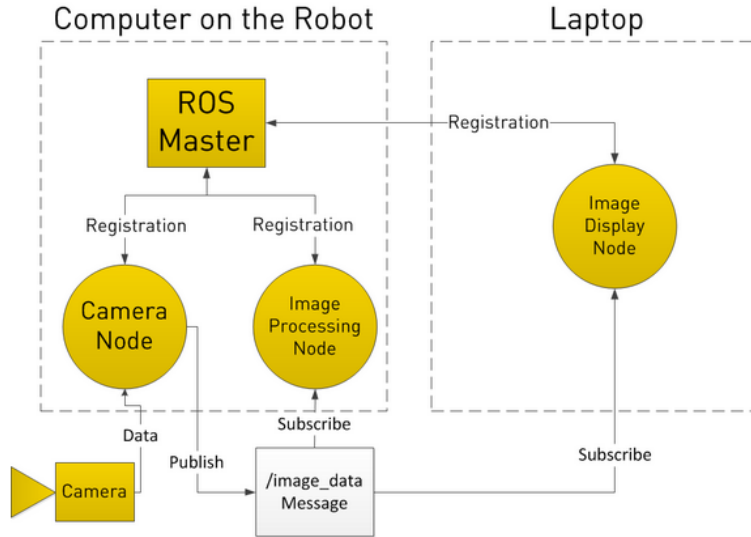 Computer on the Robot
Laptop
ROS
Master
Registration
Registration
Registration
Image
Display
Node
Camera
Node
Image
Processing
Node
Data
Publish
Subscribe
Subscribe
Camera
/image_data
Message